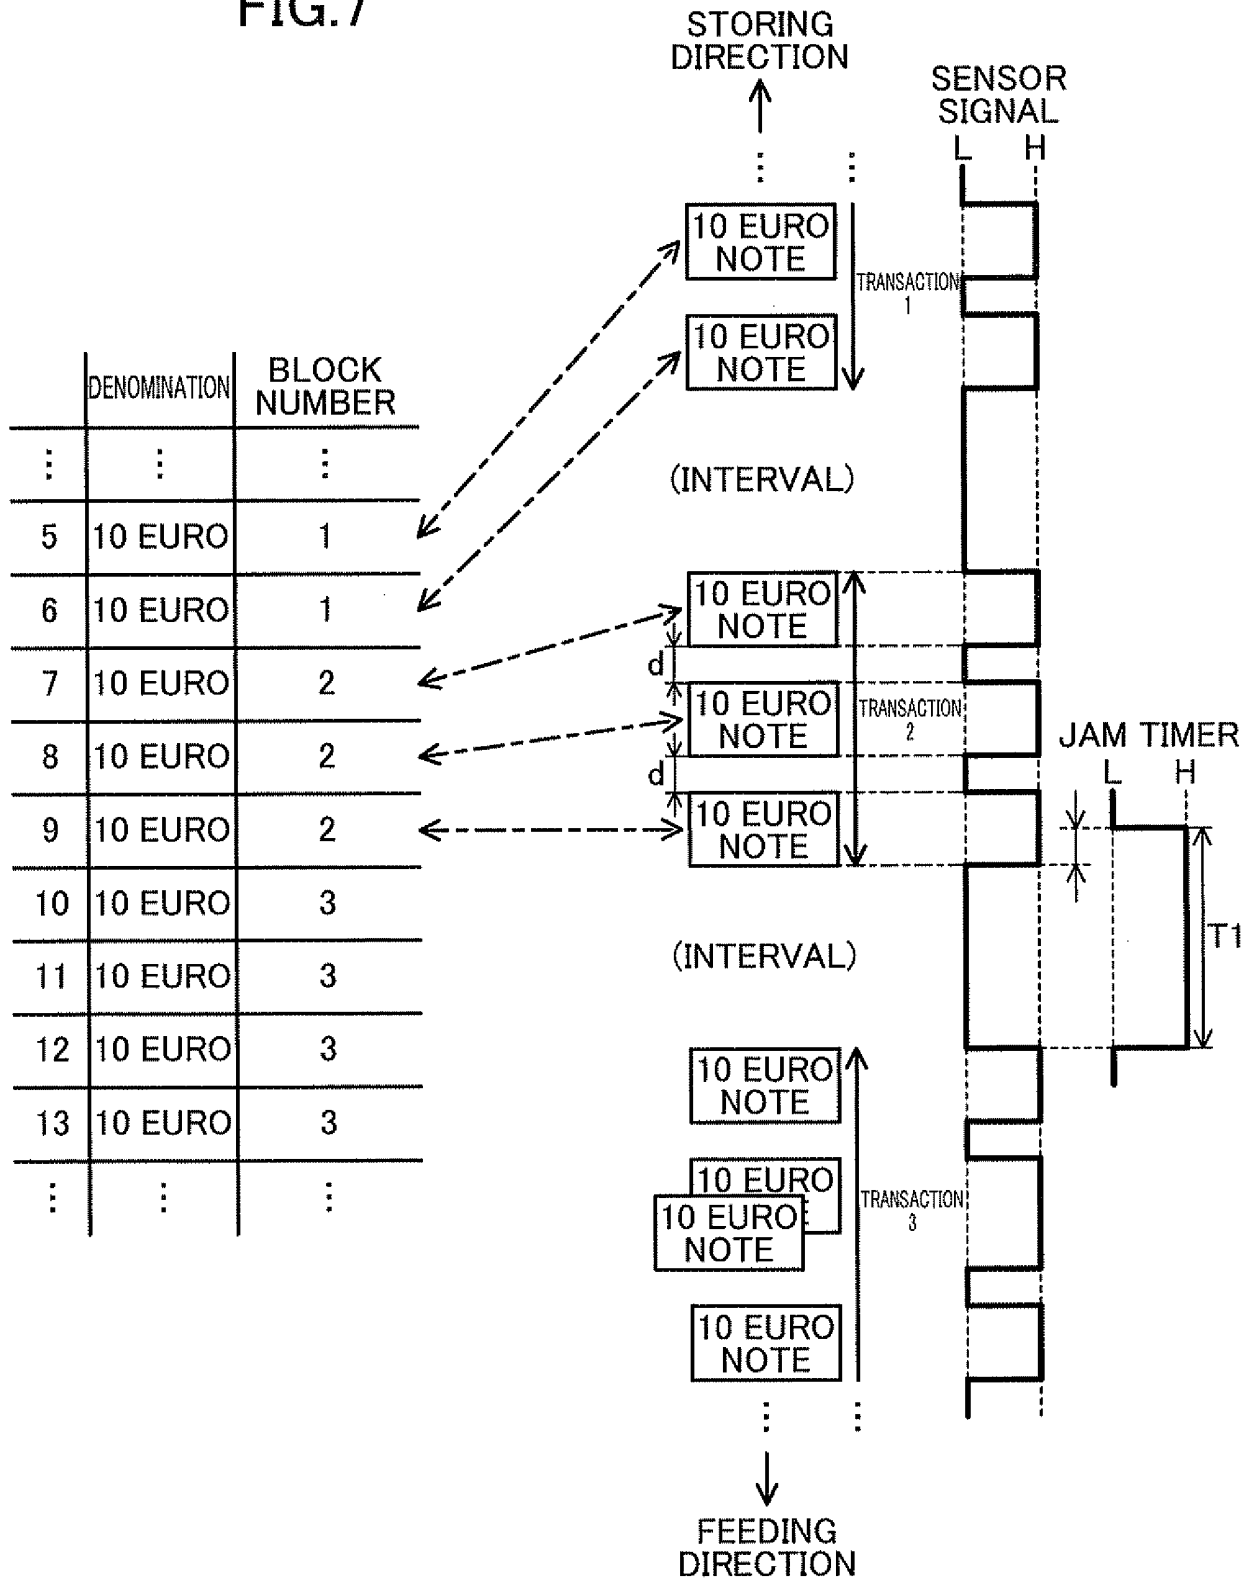 FIG.7
STORING
DIRECTION
SENSOR
SIGNAL
L H
10 EURO
NOTE
TRANSACTION
1
10 EURO
NOTE
DENOMINATION BLOCK
NUMBER
⋮ ⋮ ⋮
5 10 EURO 1
6 10 EURO 1
7 10 EURO 2
8 10 EURO 2
9 10 EURO 2
10 10 EURO 3
11 10 EURO 3
12 10 EURO 3
13 10 EURO 3
⋮ ⋮ ⋮
(INTERVAL)
10 EURO
NOTE
d
10 EURO
NOTE
TRANSACTION
2
d
10 EURO
NOTE
JAM TIMER
L H
T1
(INTERVAL)
10 EURO
NOTE
10 EURO
10 EURO
NOTE
TRANSACTION
3
10 EURO
NOTE
FEEDING
DIRECTION